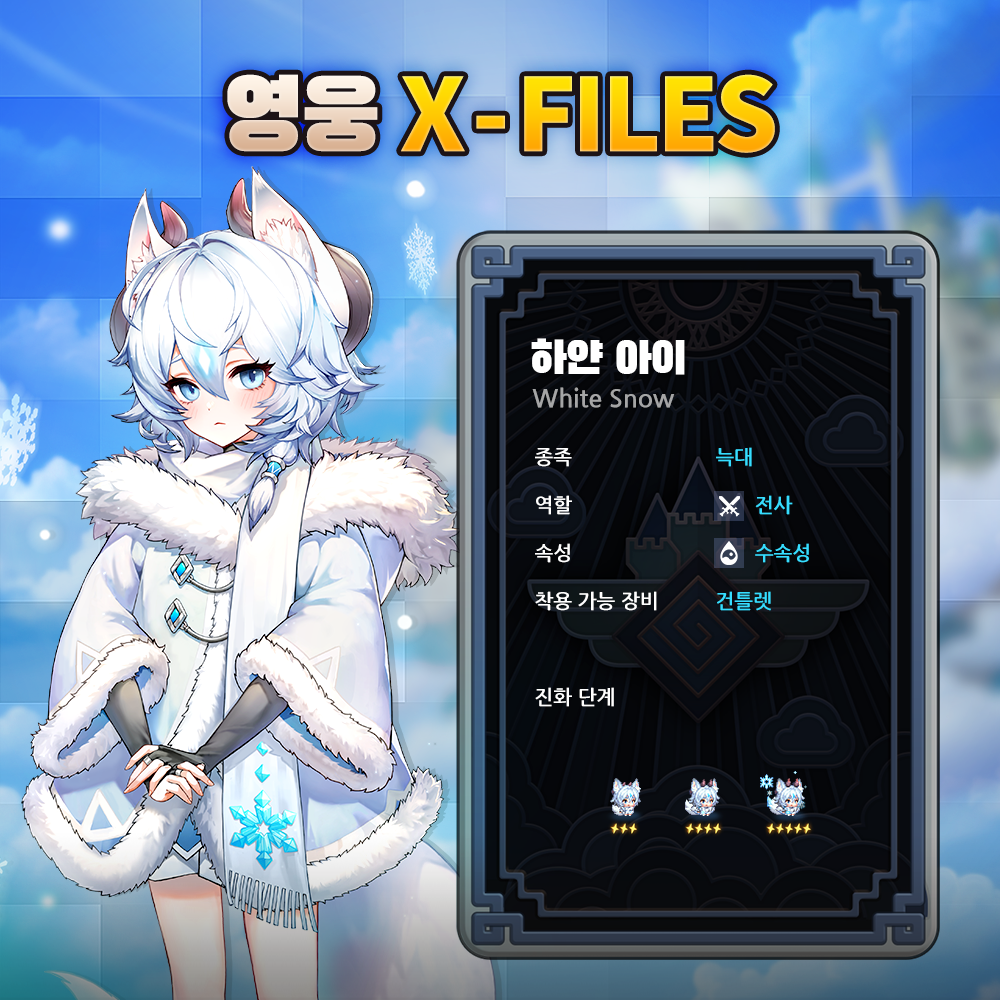 영웅 X-FILES
하얀 아이
White Snow
종족 늑대
역할 전사
속성 수속성
착용 가능 장비 건틀렛
진화 단계